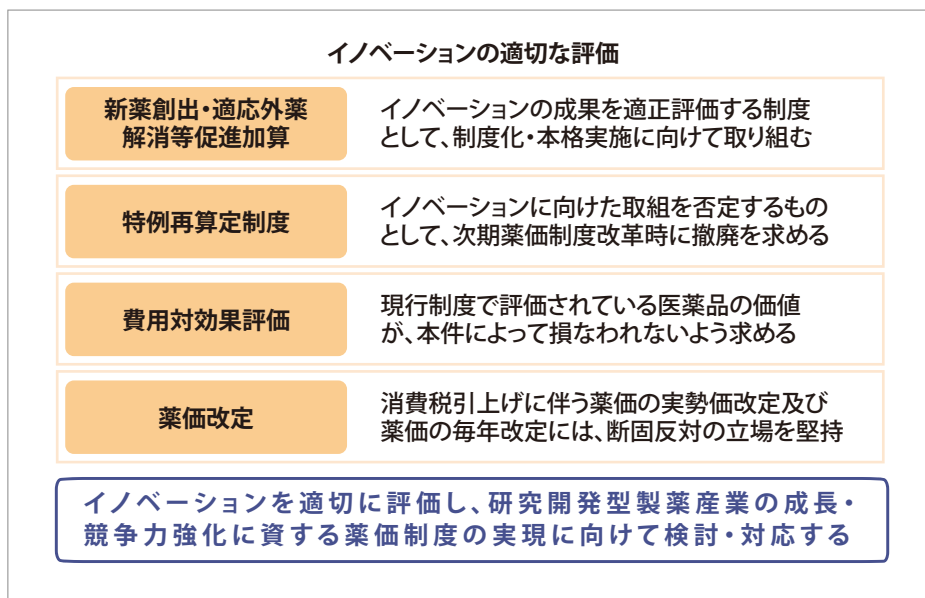 イノベーションの適切な評価
新薬創出・適応外薬
解消等促進加算
イノベーションの成果を適正評価する制度
として、制度化・本格実施に向けて取り組む
特例再算定制度
イノベーションに向けた取組を否定するもの
として、次期薬価制度改革時に撤廃を求める
費用対効果評価
現行制度で評価されている医薬品の価値
が、本件によって損なわれないよう求める
薬価改定
消費税引上げに伴う薬価の実勢価改定及び
薬価の毎年改定には、断固反対の立場を堅持
イノベーションを適切に評価し、研究開発型製薬産業の成長・
競争力強化に資する薬価制度の実現に向けて検討・対応する